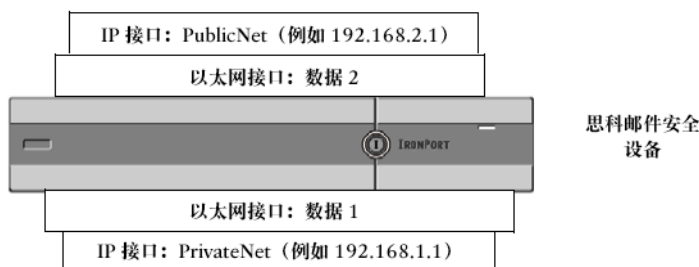 IP 接口：PublicNet（例如 192.168.2.1）
以太网接口：数据 2
IRONPORT
思科邮件安全
设备
以太网接口：数据 1
IP 接口：PrivateNet（例如 192.168.1.1）